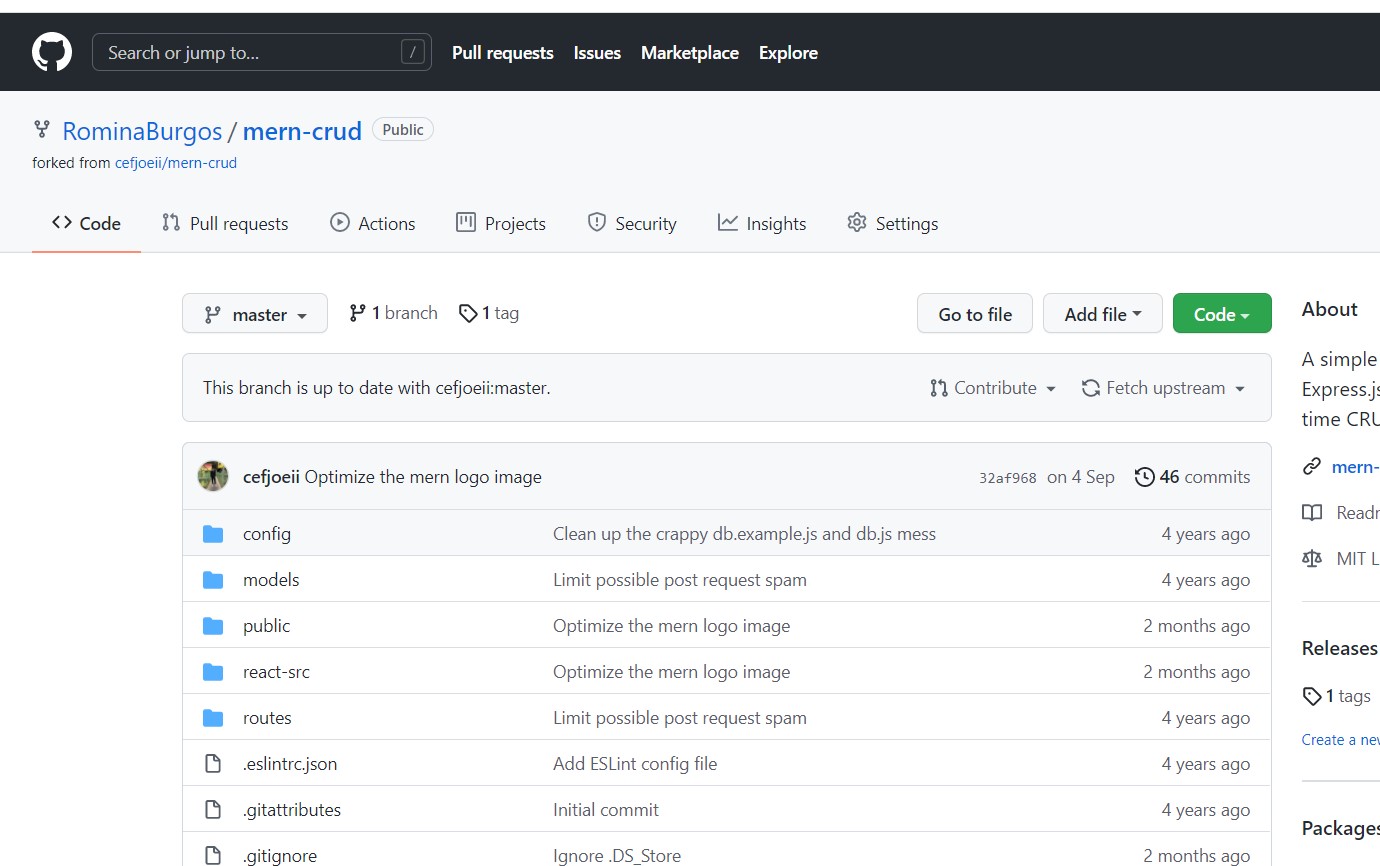 Search or jump to... /
Pull requests Issues Marketplace Explore
RominaBurgos / mern-crud Public
forked from cefjoeii/mern-crud
Code Pull requests Actions Projects Security Insights Settings
master 1 branch 1 tag Go to file Add file Code
This branch is up to date with cefjoeii:master. Contribute Fetch upstream
cefjoeii Optimize the mern logo image 32af968 on 4 Sep 46 commits
config Clean up the crappy db.example.js and db.js mess 4 years ago
models Limit possible post request spam 4 years ago
public Optimize the mern logo image 2 months ago
react-src Optimize the mern logo image 2 months ago
routes Limit possible post request spam 4 years ago
.eslintrc.json Add ESLint config file 4 years ago
.gitattributes Initial commit 4 years ago
.gitignore Ignore .DS_Store 2 months ago
About
A simple
Express.js
time CRU
mern-
Readr
MIT L
Releases
1 tags
Create a new
Packages